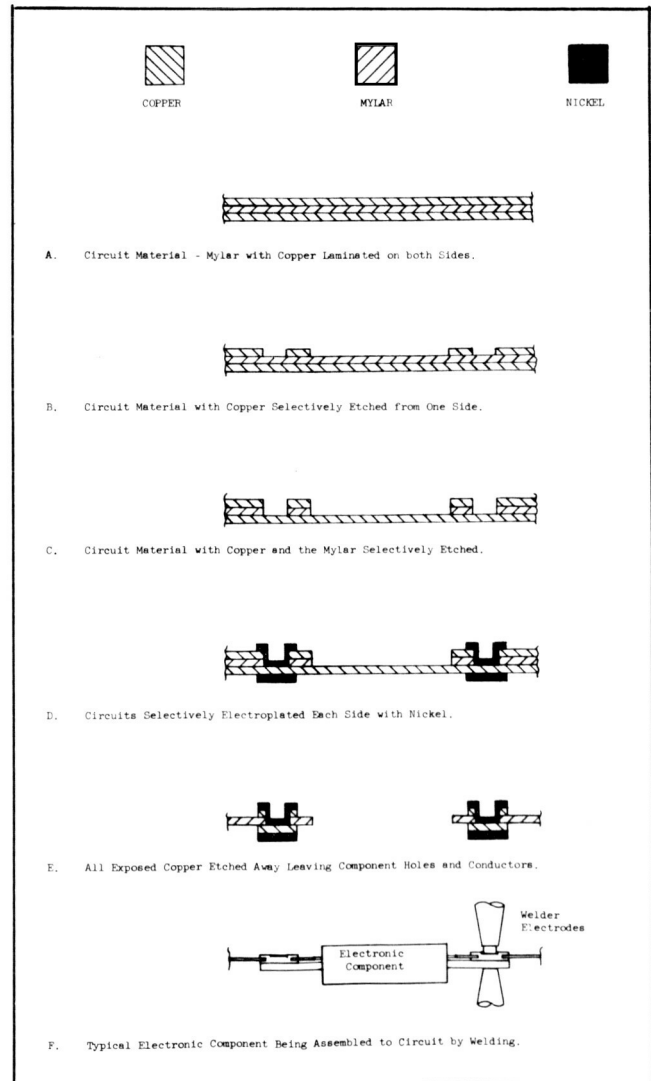 COPPER MYLAR NICKEL
A. Circuit Material - Mylar with Copper Laminated on both Sides.
B. Circuit Material with Copper Selectively Etched from One Side.
C. Circuit Material with Copper and the Mylar Selectively Etched.
D. Circuits Selectively Electroplated Each Side with Nickel.
E. All Exposed Copper Etched Away Leaving Component Holes and Conductors.
Welder
Electrodes
Electronic
Component
F. Typical Electronic Component Being Assembled to Circuit by Welding.